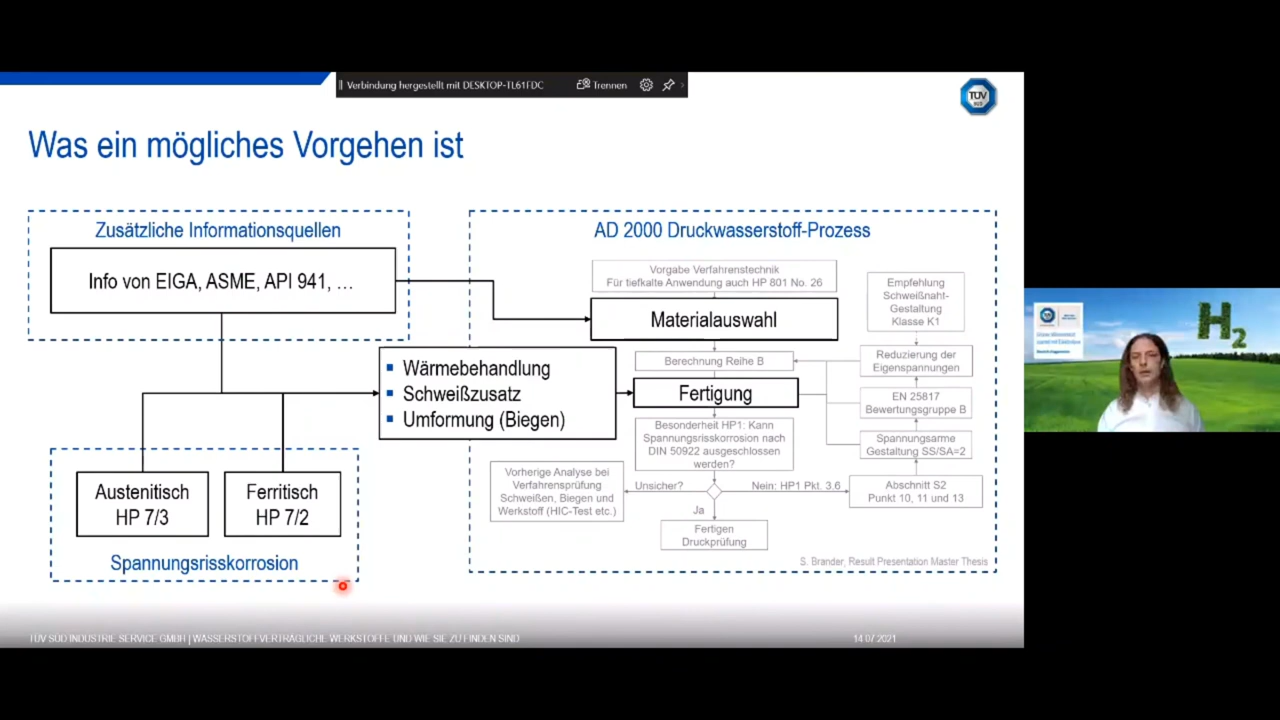 Verbindung hergestellt mit DESKTOP-TL61FDC
Trennen
TÜV
SÜD
Was ein mögliches Vorgehen ist
Zusätzliche Informationsquellen
Info von EIGA, ASME, API 941, …
Wärmebehandlung
Schweißzusatz
Umformung (Biegen)
Austenitisch
HP 7/3
Ferritisch
HP 7/2
Spannungsrisskorrosion
AD 2000 Druckwasserstoff-Prozess
Vorgabe Verfahrenstechnik
Für tiefkalte Anwendung auch HP 801 No. 26
Materialauswahl
Berechnung Reihe B
Fertigung
Besonderheit HP1: Kann
Spannungsrisskorrosion nach
DIN 50922 ausgeschlossen
werden?
Vorherige Analyse bei
Verfahrensprüfung
Schweißen, Biegen und
Werkstoff (HIC-Test etc.)
Unsicher?
Nein: HP1 Pkt. 3.6
Ja
Fertigen
Druckprüfung
Empfehlung
Schweißnaht-
Gestaltung
Klasse K1
Reduzierung der
Eigenspannungen
EN 25817
Bewertungsgruppe B
Spannungsarme
Gestaltung SS/SA=2
Abschnitt S2
Punkt 10, 11 und 13
S. Brander, Result Presentation Master Thesis
TÜV SÜD INDUSTRIE SERVICE GMBH | WASSERSTOFFVERTRÄGLICHE WERKSTOFFE UND WIE SIE ZU FINDEN SIND
14.07.2021
H2